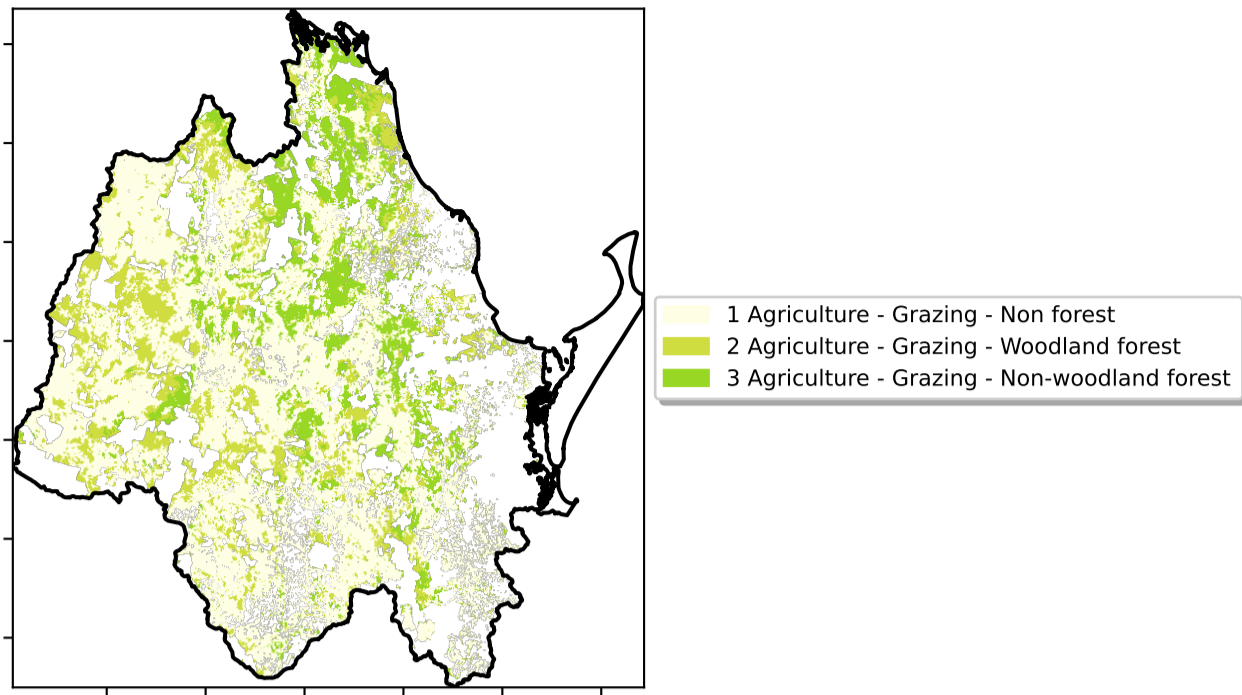 1 Agriculture - Grazing - Non forest
2 Agriculture - Grazing - Woodland forest
3 Agriculture - Grazing - Non-woodland forest